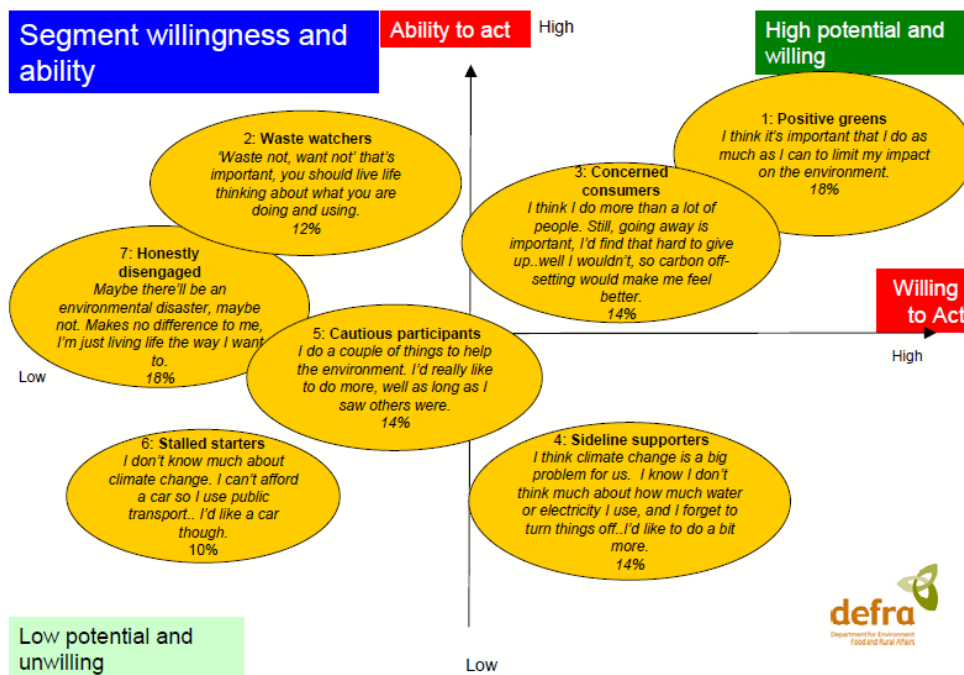 Segment willingness and
ability
Ability to act
High
High potential and
willing
1: Positive greens
I think it's important that I do as
much as I can to limit my impact
on the environment.
18%
2: Waste watchers
'Waste not, want not' that's
important, you should live life
thinking about what you are
doing and using.
12%
3: Concerned
consumers
I think I do more than a lot of
people. Still, going away is
important, I'd find that hard to give
up..well I wouldn't, so carbon off-
setting would make me feel
better.
14%
7: Honestly
disengaged
Maybe there'll be an
environmental disaster, maybe
not. Makes no difference to me,
I'm just living life the way I want
to.
18%
Willing
to Act
High
Low
5: Cautious participants
I do a couple of things to help
the environment. I'd really like
to do more, well as long as I
saw others were.
14%
6: Stalled starters
I don't know much about
climate change. I can't afford
a car so I use public
transport.. I'd like a car
though.
10%
4: Sideline supporters
I think climate change is a big
problem for us. I know I don't
think much about how much water
or electricity I use, and I forget to
turn things off..I'd like to do a bit
more.
14%
defra
Department for Environment
Food and Rural Affairs
Low potential and
unwilling
Low